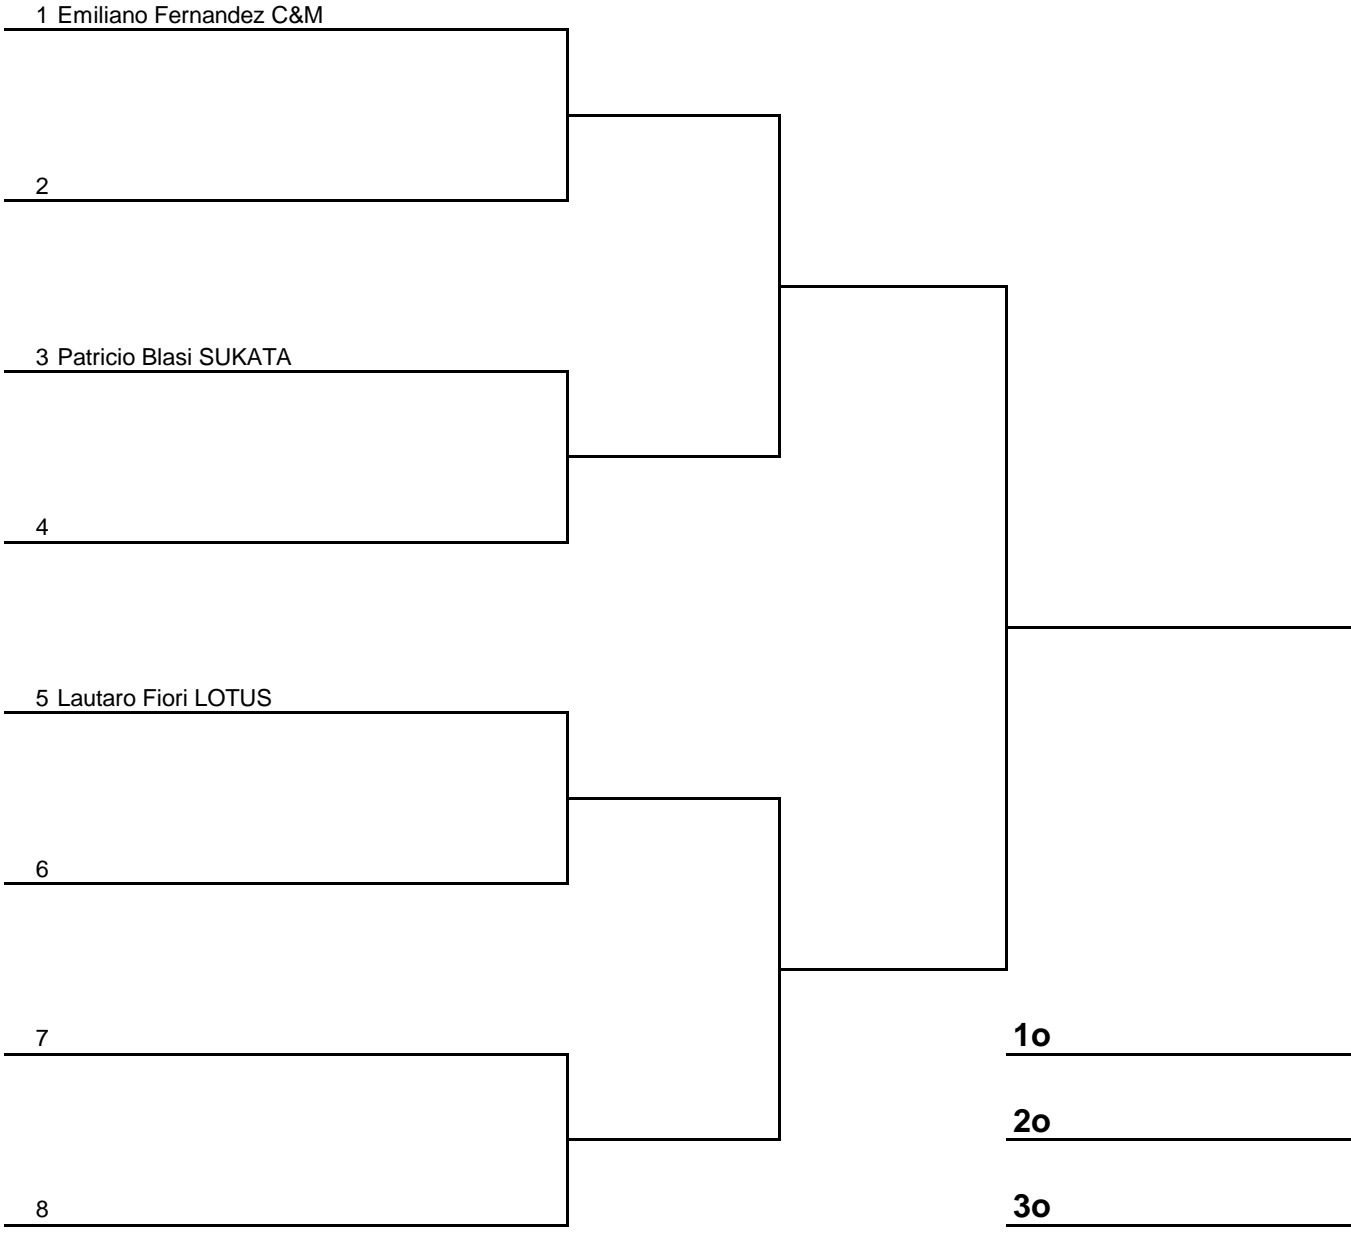 1 Emiliano Fernandez C&M
2
3 Patricio Blasi SUKATA
4
5 Lautaro Fiori LOTUS
6
7
1o
2o
8
3o